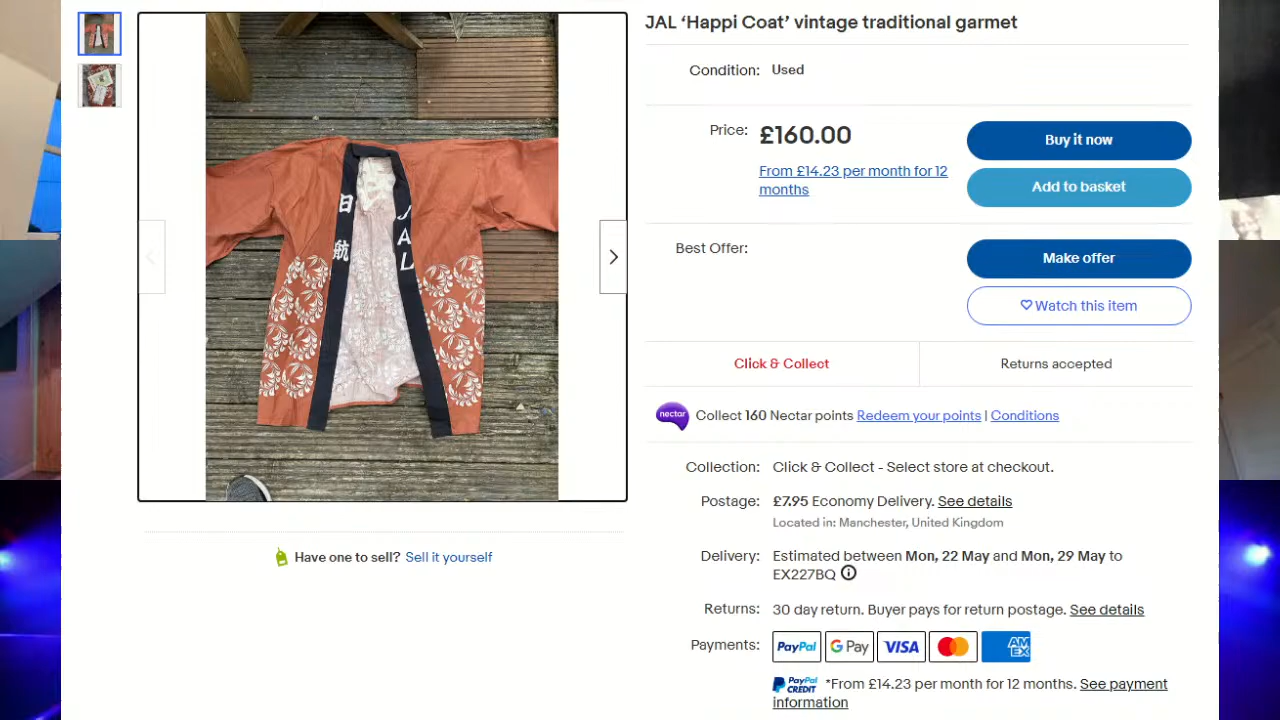 JAL ‘Happi Coat’ vintage traditional garmet
Condition: Used
Price: £160.00
From £14.23 per month for 12
months
Buy it now
Add to basket
Best Offer:
Make offer
Watch this item
Click & Collect
Returns accepted
nectar Collect 160 Nectar points Redeem your points | Conditions
Collection: Click & Collect - Select store at checkout.
Postage: £7.95 Economy Delivery. See details
Located in: Manchester, United Kingdom
Delivery: Estimated between Mon, 22 May and Mon, 29 May to
EX227BQ
Returns: 30 day return. Buyer pays for return postage. See details
Payments: PayPal G Pay VISA AM EX
PayPal CREDIT *From £14.23 per month for 12 months. See payment
information
日航
JAL
Have one to sell? Sell it yourself